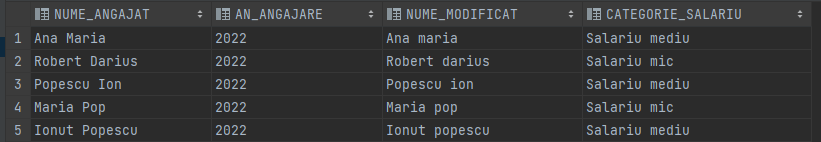 NUME_ANGAJAT AN_ANGAJARE NUME_MODIFICAT CATEGORIE_SALARIU
1 Ana Maria 2022 Ana maria Salariu mediu
2 Robert Darius 2022 Robert darius Salariu mic
3 Popescu Ion 2022 Popescu ion Salariu mediu
4 Maria Pop 2022 Maria pop Salariu mic
5 Ionut Popescu 2022 Ionut popescu Salariu mediu